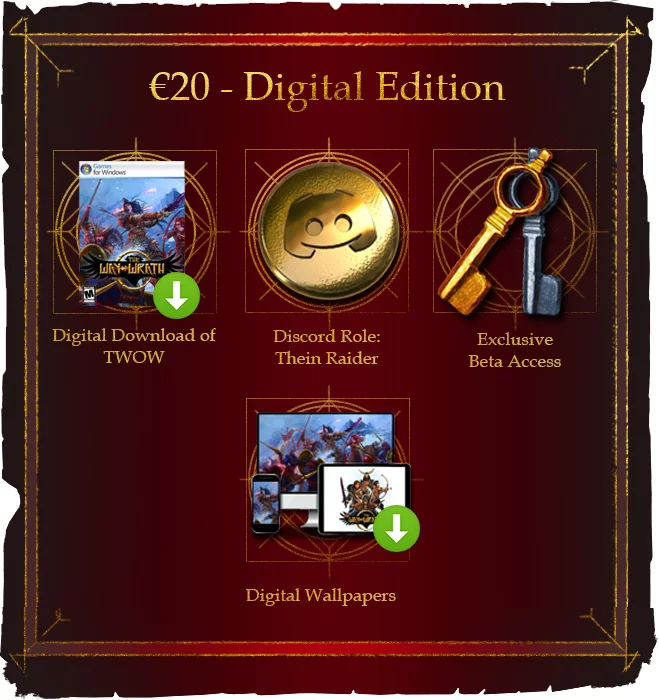 €20 - Digital Edition
Games
for Windows
THE
WAY OF WRATH
M
Digital Download of
TWOW
Discord Role:
Thein Raider
Exclusive
Beta Access
Digital Wallpapers